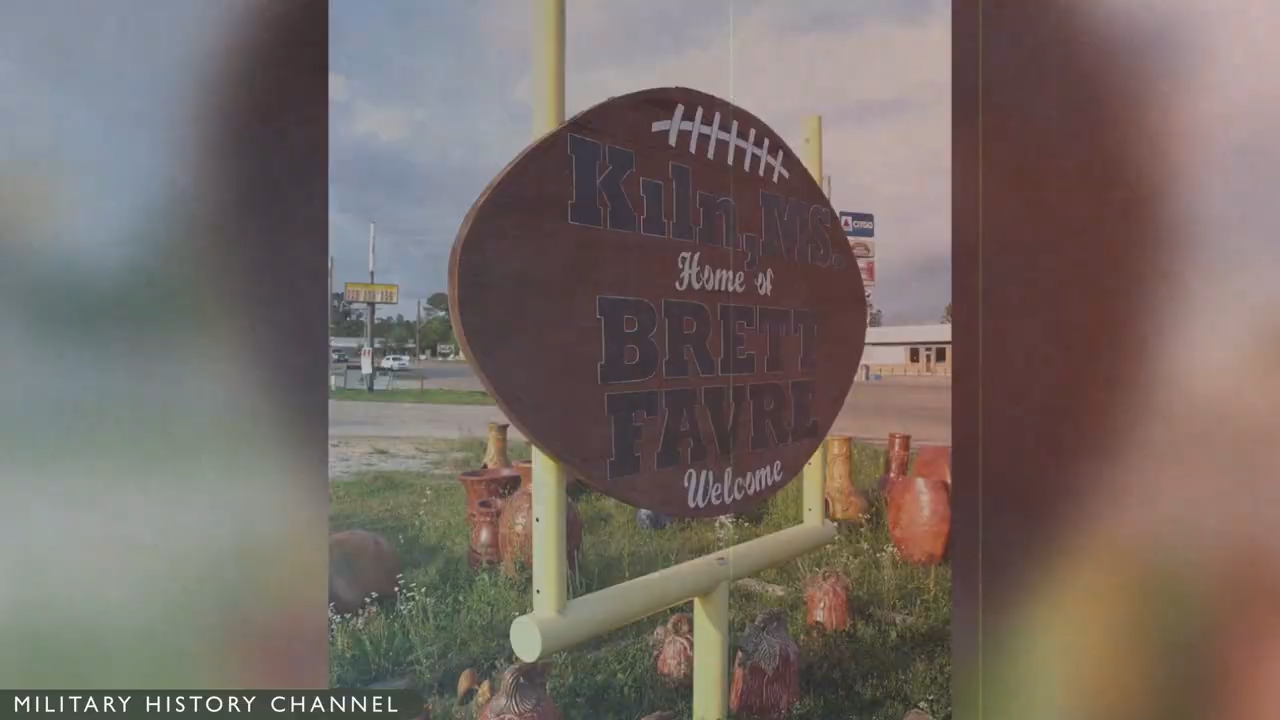 Kiln, MS.
Home of
BRETT
FAVRE
Welcome
CITGO
MILITARY HISTORY CHANNEL